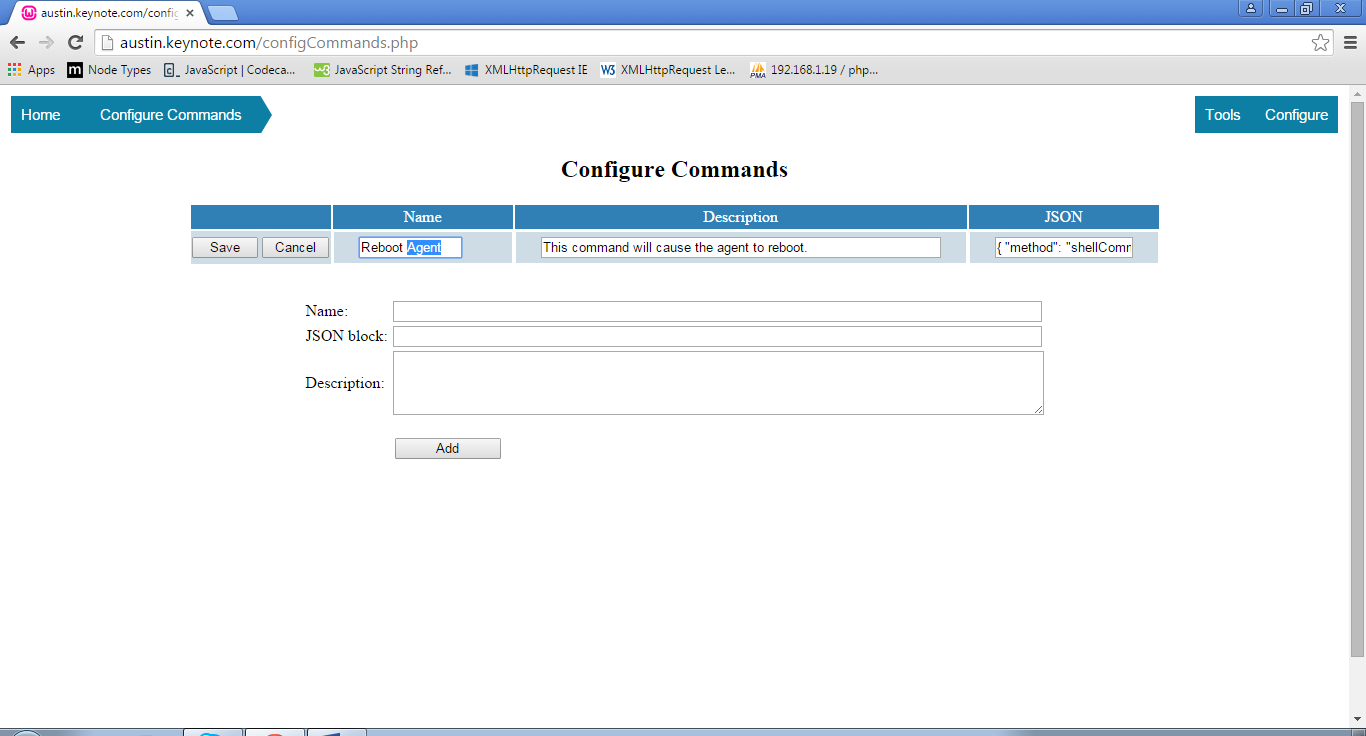 austin.keynote.com/config
austin.keynote.com/configCommands.php
Apps Node Types JavaScript | Codeca... JavaScript String Ref... XMLHttpRequest IE XMLHttpRequest Le... 192.168.1.19 / php...
Home Configure Commands Tools Configure
Configure Commands
Name Description JSON
Save Cancel Reboot Agent This command will cause the agent to reboot. { "method": "shellComm
Name:
JSON block:
Description:
Add